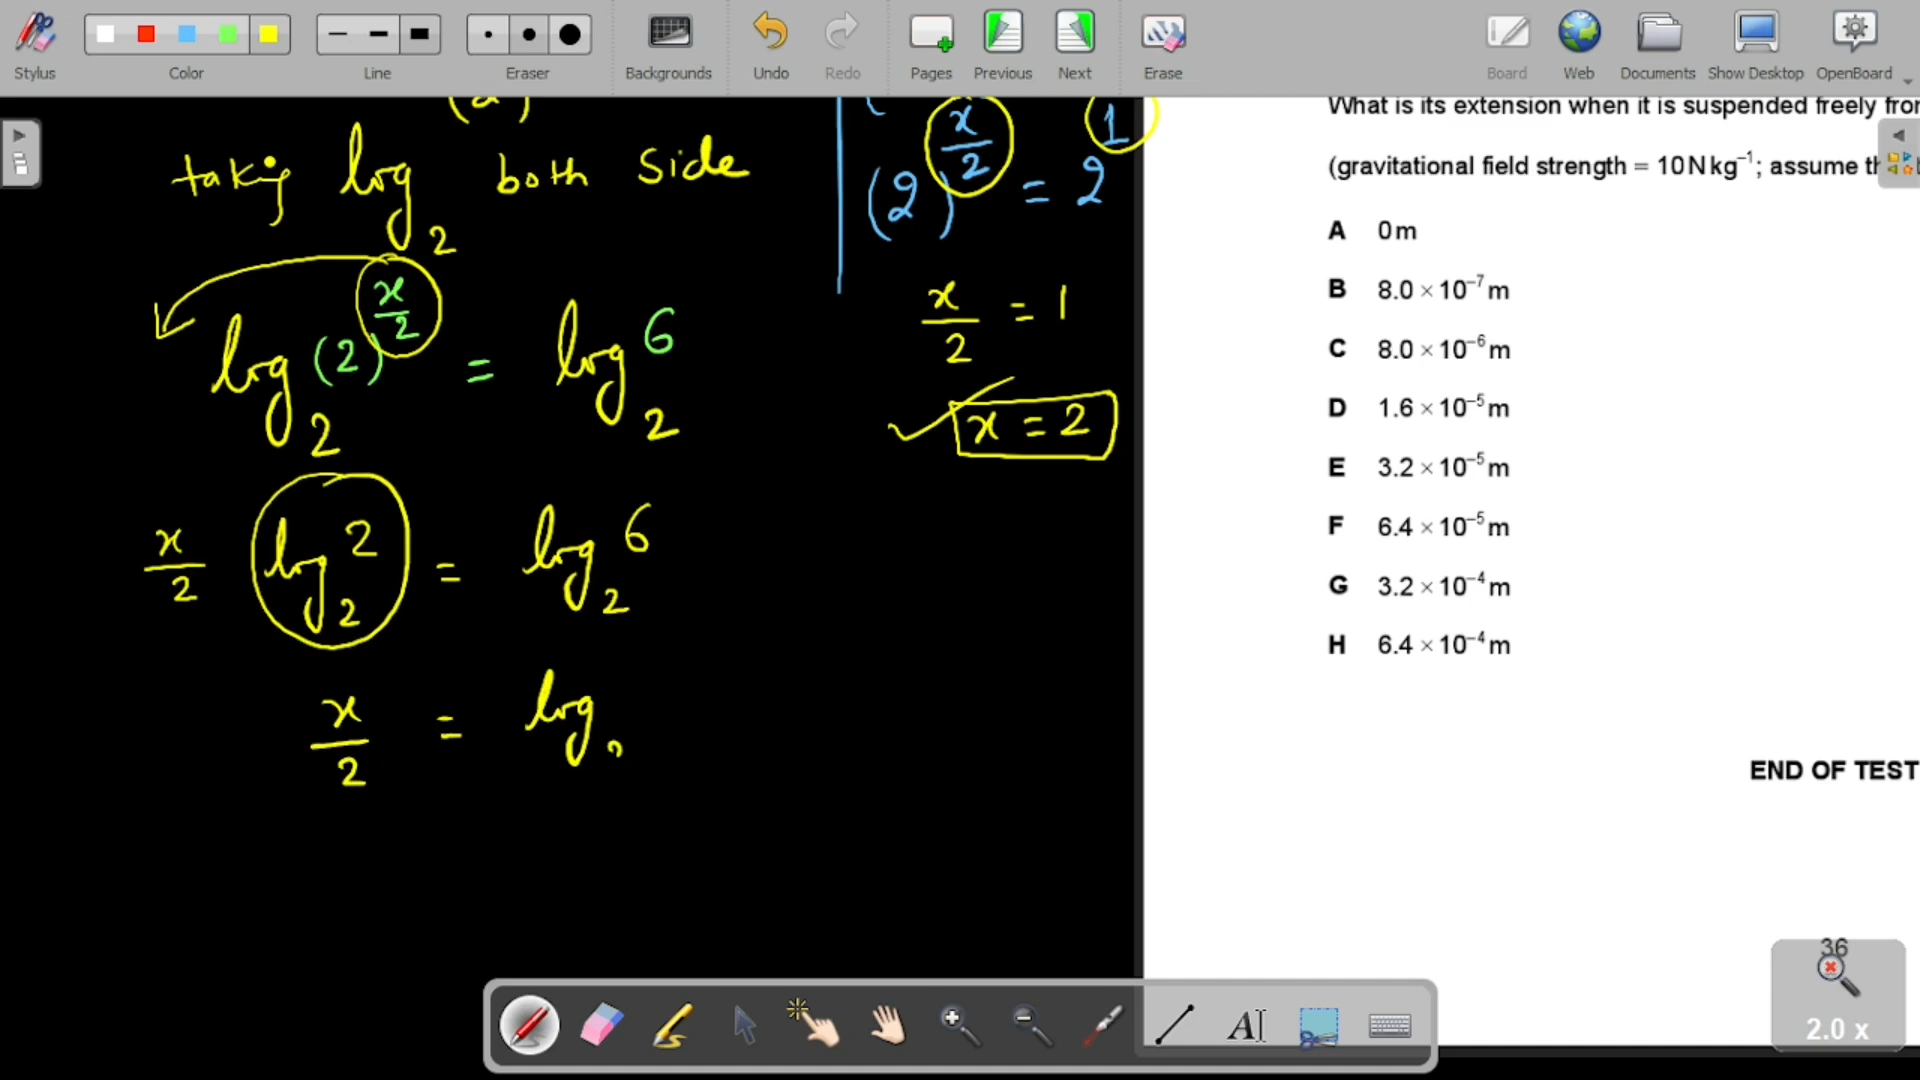 Stylus Color Line Eraser Backgrounds Undo Redo Pages Previous Next Erase Board Web Documents Show Desktop OpenBoard
taking log₂ both side
log₂ (2)^(x/2) = log₂ 6
x/2 log₂ 2 = log₂ 6
x/2 = log₂
(2)^(x/2) = 2^1
x/2 = 1
x = 2
What is its extension when it is suspended freely
(gravitational field strength = 10 N kg⁻¹; assume
A 0 m
B 8.0 × 10⁻⁷ m
C 8.0 × 10⁻⁶ m
D 1.6 × 10⁻⁵ m
E 3.2 × 10⁻⁵ m
F 6.4 × 10⁻⁵ m
G 3.2 × 10⁻⁴ m
H 6.4 × 10⁻⁴ m
END OF TEST
36
2.0 x